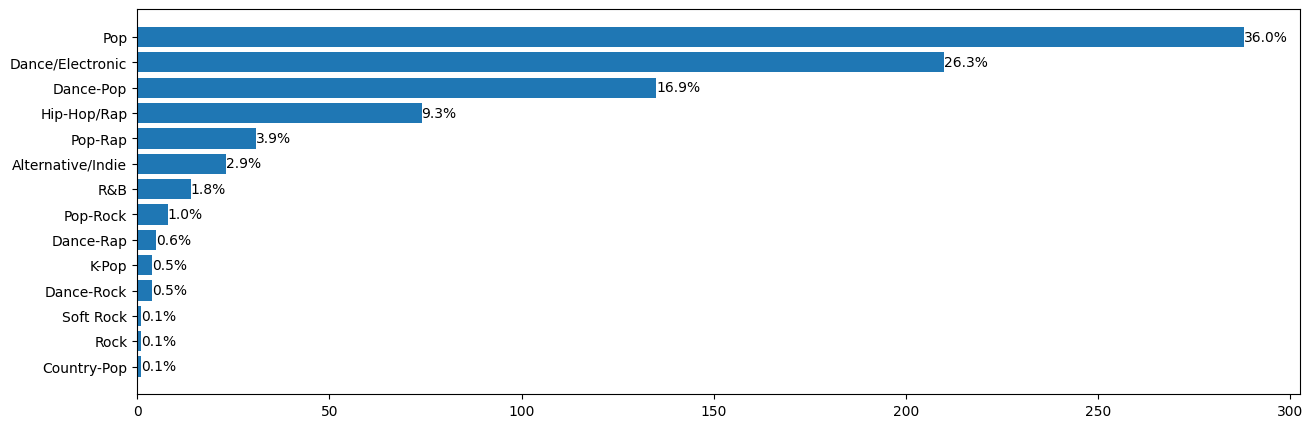 Pop 36.0%
Dance/Electronic 26.3%
Dance-Pop 16.9%
Hip-Hop/Rap 9.3%
Pop-Rap 3.9%
Alternative/Indie 2.9%
R&B 1.8%
Pop-Rock 1.0%
Dance-Rap 0.6%
K-Pop 0.5%
Dance-Rock 0.5%
Soft Rock 0.1%
Rock 0.1%
Country-Pop 0.1%
0 50 100 150 200 250 300